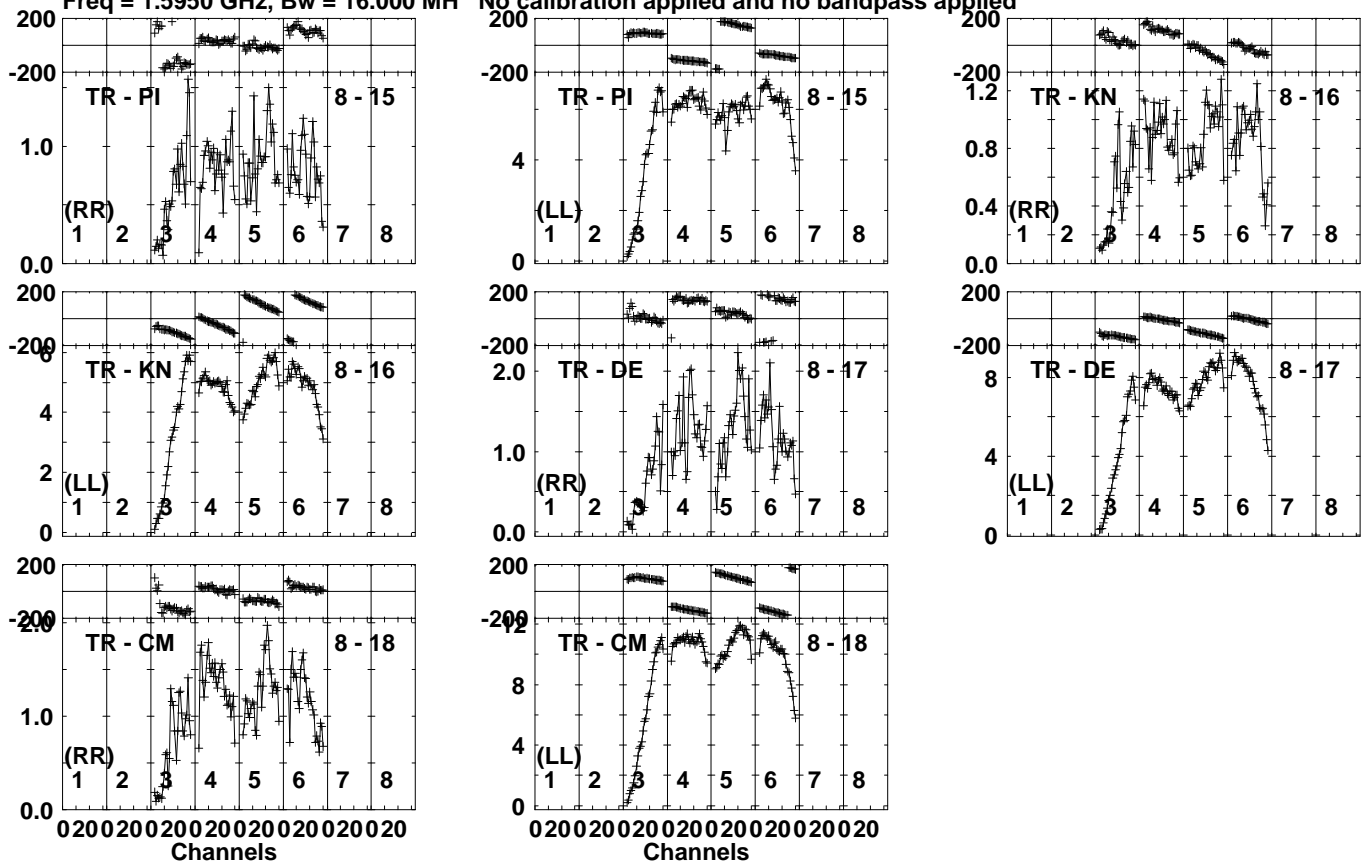 Freq = 1.5950 GHz, Bw = 16.000 MH No calibration applied and no bandpass applied
200 200 200
-200 -200 -200
TR - PI 8 - 15 TR - PI 8 - 15 1.2 TR - KN 8 - 16
1.0 4 0.8
0.4
(RR) (LL) (RR)
1 2 3 4 5 6 7 8 1 2 3 4 5 6 7 8 1 2 3 4 5 6 7 8
0.0 0 0.0
200 200 200
-200 -200 -200
6
TR - KN 8 - 16 2.0 TR - DE 8 - 17 8 TR - DE 8 - 17
4 1.0 4
2
(LL) (RR) (LL)
1 2 3 4 5 6 7 8 1 2 3 4 5 6 7 8 1 2 3 4 5 6 7 8
0 0.0 0
200 200
-200 -200
2.0 12
TR - CM 8 - 18 TR - CM 8 - 18
8
1.0 4
(RR) (LL)
1 2 3 4 5 6 7 8 1 2 3 4 5 6 7 8
0.0 0
0 20 0 20 0 20 0 20 0 20 0 20 0 20 0 20 0 20 0 20 0 20 0 20 0 20 0 20 0 20 0 20
Channels Channels